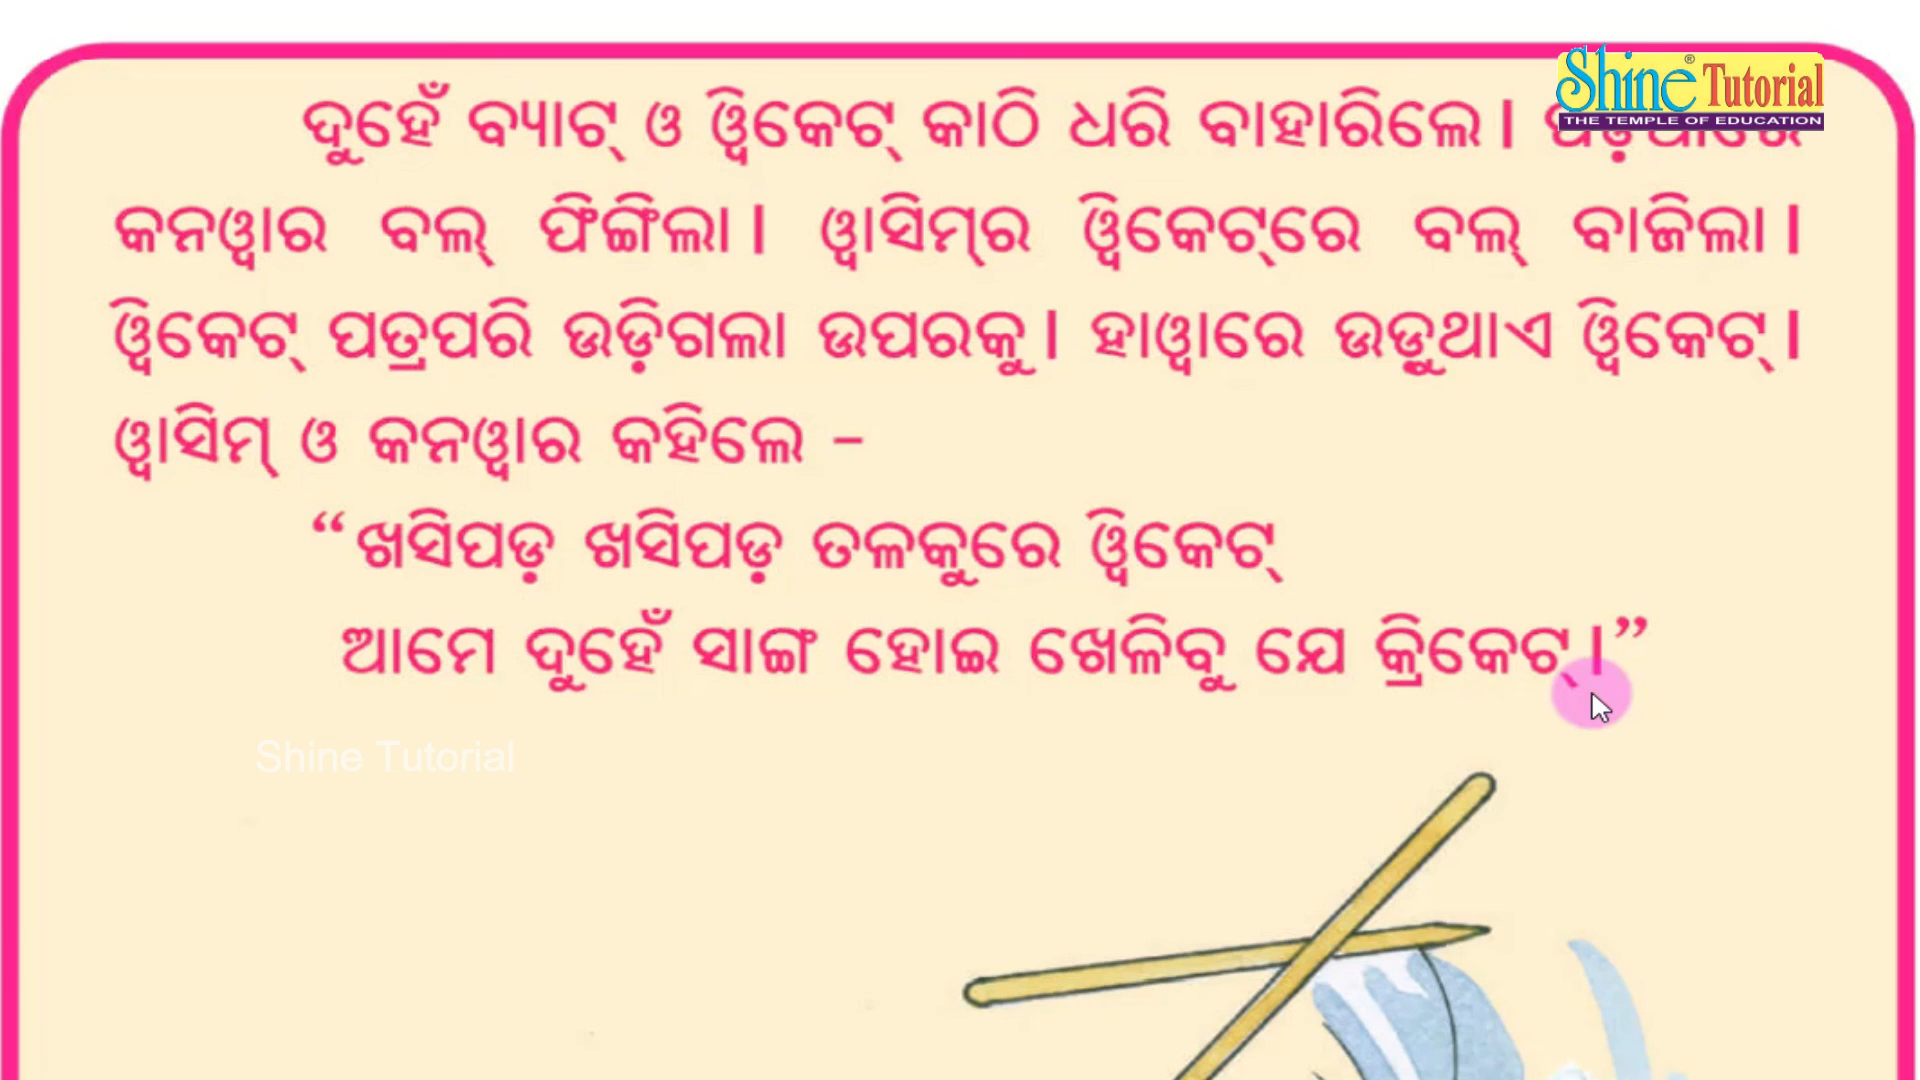 ଦୁହେଁ ବ୍ୟାଟ୍ ଓ ୱିକେଟ୍ କାଠି ଧରି ବାହାରିଲେ।
Shine® Tutorial
THE TEMPLE OF EDUCATION
କନୱାର ବଲ୍ ଫିଙ୍ଗିଲା। ୱାସିମ୍‌ର ୱିକେଟ୍‌ରେ ବଲ୍ ବାଜିଲା।
ୱିକେଟ୍ ପତ୍ରପରି ଉଡ଼ିଗଲା ଉପରକୁ। ହାୱାରେ ଉଡୁଥାଏ ୱିକେଟ୍।
ୱାସିମ୍ ଓ କନୱାର କହିଲେ –
“ଖସିପଡ଼ ଖସିପଡ଼ ତଳକୁରେ ୱିକେଟ୍
ଆମେ ଦୁହେଁ ସାଙ୍ଗ ହୋଇ ଖେଳିବୁ ଯେ କ୍ରିକେଟ୍।”
Shine Tutorial